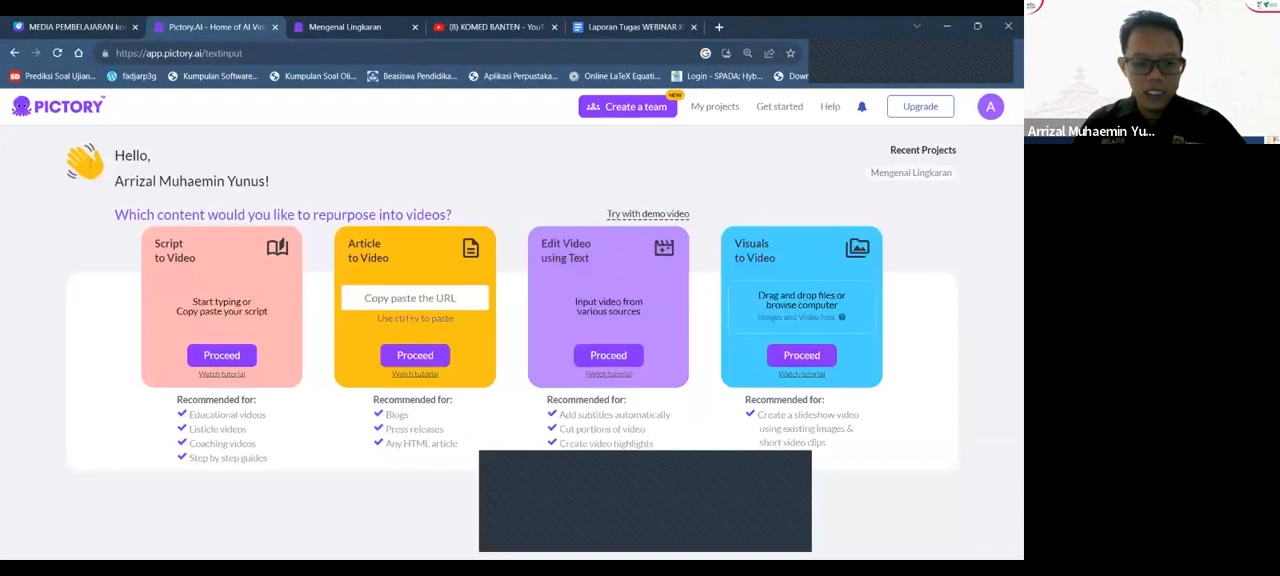 MEDIA PEMBELAJARAN ko
Pictory.AI - Home of AI Vid
Mengenal Lingkaran
(8) KOMED BANTEN - YouT
Laporan Tugas WEBINAR K
https://app.pictory.ai/textinput
Prediksi Soal Ujian...
fadjarp3g
Kumpulan Software...
Kumpulan Soal Oli...
Beasiswa Pendidika...
Aplikasi Perpustaka...
Online LaTeX Equati...
Login - SPADA: Hyb...
Down
PICTORY
NEW
Create a team
My projects
Get started
Help
Upgrade
A
Arrizal Muhaemin Yu...
Hello,
Arrizal Muhaemin Yunus!
Recent Projects
Mengenal Lingkaran
Which content would you like to repurpose into videos?
Try with demo video
Script
to Video
Start typing or
Copy paste your script
Proceed
Watch tutorial
Recommended for:
Educational videos
Listicle videos
Coaching videos
Step by step guides
Article
to Video
Copy paste the URL
Use ctrl+v to paste
Proceed
Watch tutorial
Recommended for:
Blogs
Press releases
Any HTML article
Edit Video
using Text
Input video from
various sources
Proceed
Watch tutorial
Recommended for:
Add subtitles automatically
Cut portions of video
Create video highlights
Visuals
to Video
Drag and drop files or
browse computer
Images and Video files
Proceed
Watch tutorial
Recommended for:
Create a slideshow video
using existing images &
short video clips